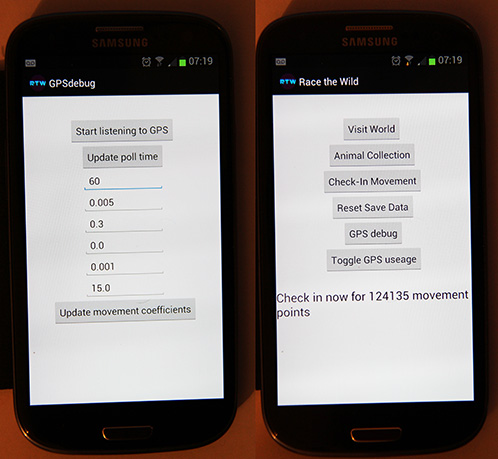 SAMSUNG
07:19
RTW GPSdebug
Start listening to GPS
Update poll time
60
0.005
0.3
0.0
0.001
15.0
Update movement coefficients
SAMSUNG
07:19
RTW Race the Wild
Visit World
Animal Collection
Check-In Movement
Reset Save Data
GPS debug
Toggle GPS useage
Check in now for 124135 movement
points